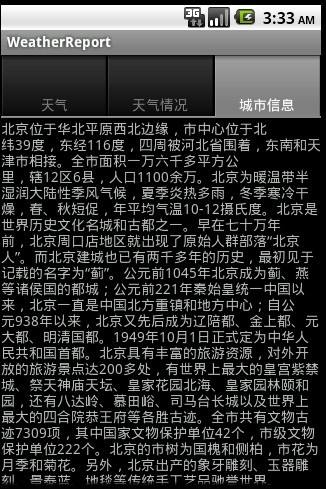 3G 3:33 AM
WeatherReport
天气 天气情况 城市信息
北京位于华北平原西北边缘，市中心位于北
纬39度，东经116度，四周被河北省围着，东南和天
津市相接。全市面积一万六千多平方公
里，辖12区6县，人口1100余万。北京为暖温带半
湿润大陆性季风气候，夏季炎热多雨，冬季寒冷干
燥，春、秋短促，年平均气温10-12摄氏度。北京是
世界历史文化名城和古都之一。早在七十万年
前，北京周口店地区就出现了原始人群部落“北京
人”。而北京建城也已有两千多年的历史，最初见于
记载的名字为“蓟”。公元前1045年北京成为蓟、燕
等诸侯国的都城；公元前221年秦始皇统一中国以
来，北京一直是中国北方重镇和地方中心；自公
元938年以来，北京又先后成为辽陪都、金上都、元
大都、明清国都。1949年10月1日正式定为中华人
民共和国首都。北京具有丰富的旅游资源，对外开
放的旅游景点达200多处，有世界上最大的皇宫紫禁
城、祭天神庙天坛、皇家花园北海、皇家园林颐和
园，还有八达岭、慕田峪、司马台长城以及世界上
最大的四合院恭王府等各胜古迹。全市共有文物古
迹7309项，其中国家文物保护单位42个，市级文物
保护单位222个。北京的市树为国槐和侧柏，市花为
月季和菊花。另外，北京出产的象牙雕刻、玉器雕
刻、景泰蓝、地毯等传统手工艺品驰誉世界。